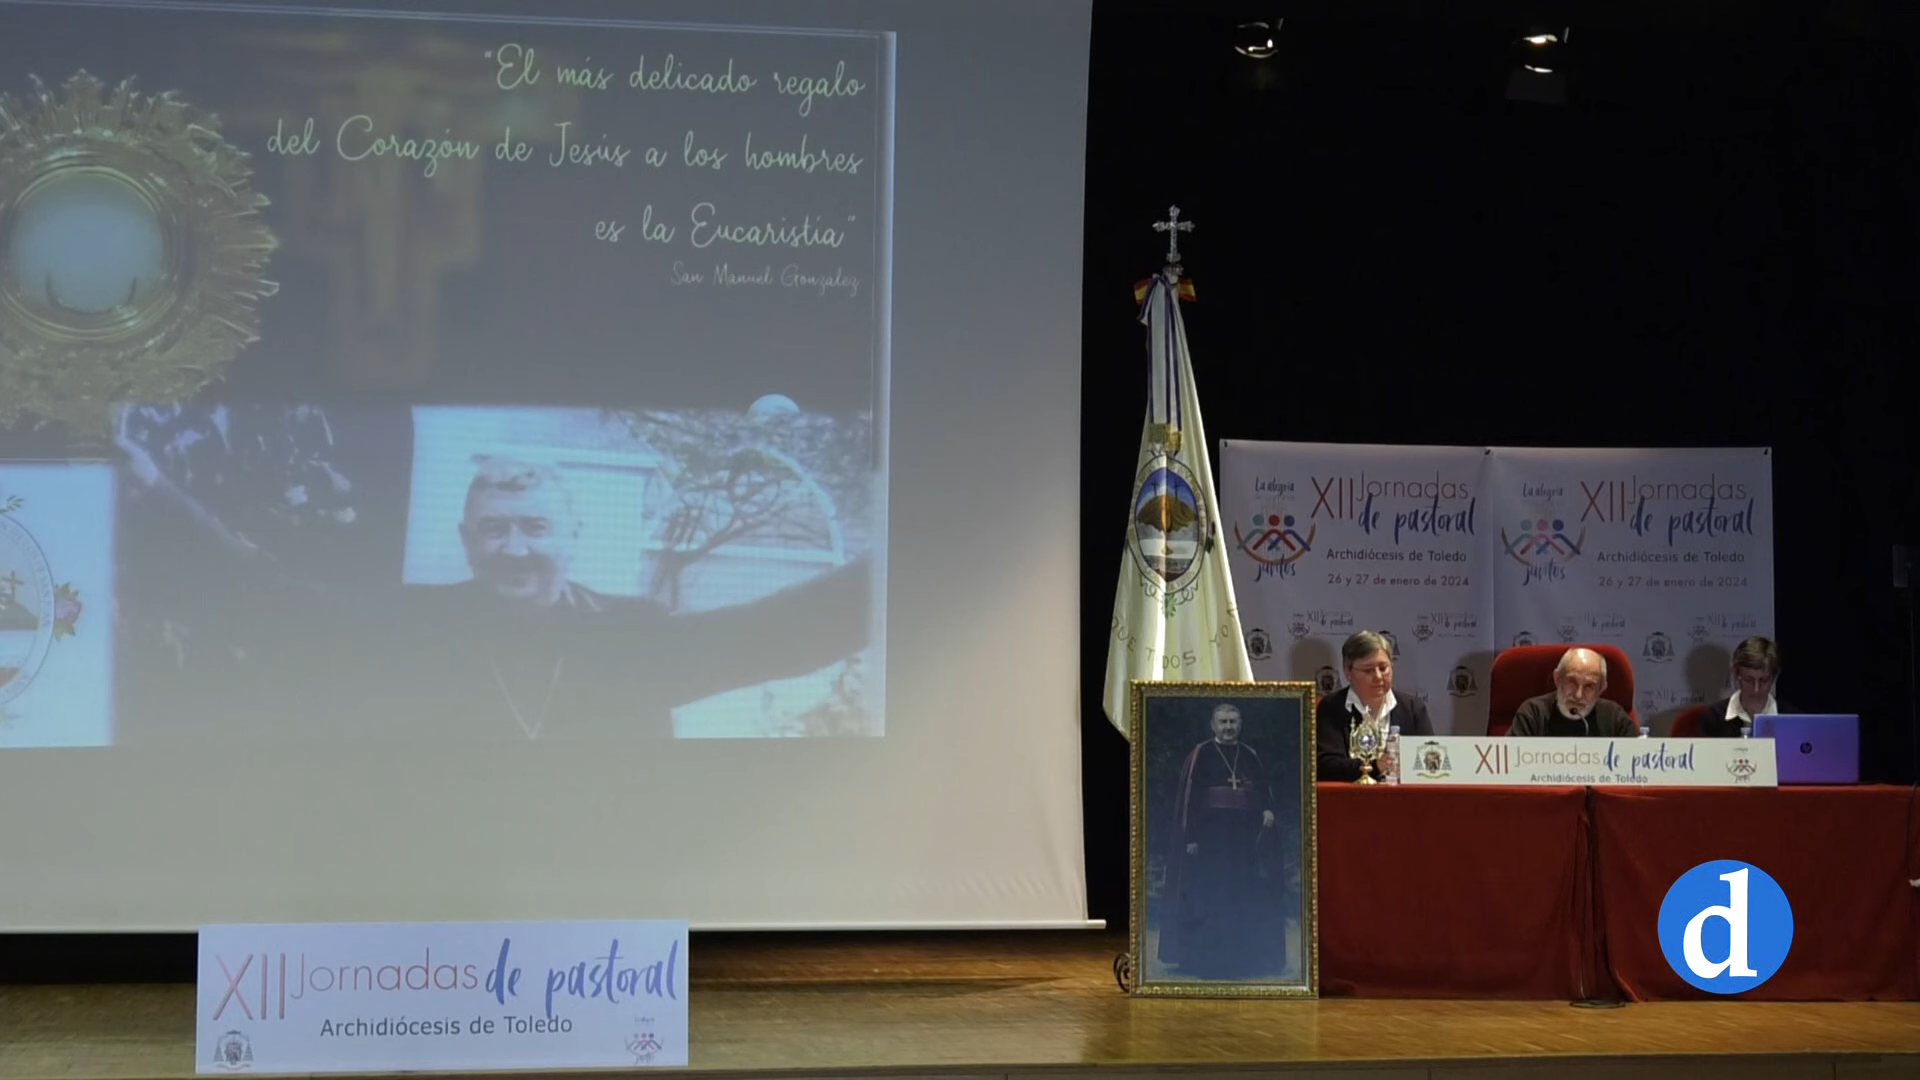 "El más delicado regalo
del Corazón de Jesús a los hombres
es la Eucaristía"
San Manuel González
La alegría
juntos
XII Jornadas
de pastoral
Archidiócesis de Toledo
26 y 27 de enero de 2024
La alegría
juntos
XII Jornadas
de pastoral
Archidiócesis de Toledo
26 y 27 de enero de 2024
QUE TODOS
XII Jornadas de pastoral
Archidiócesis de Toledo
hp
XII Jornadas de pastoral
Archidiócesis de Toledo
d